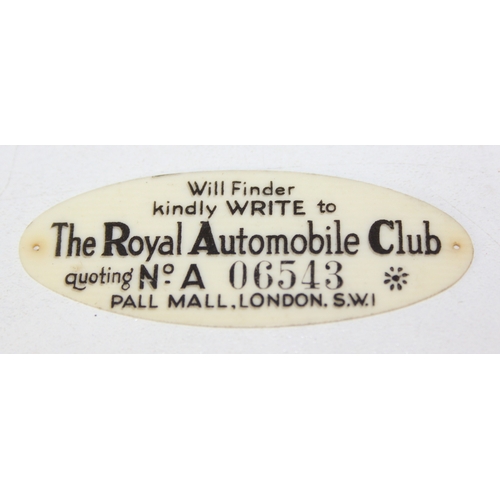 Will Finder
kindly WRITE to
The Royal Automobile Club
quoting Nº A 06543
PALL MALL, LONDON. S.W.1